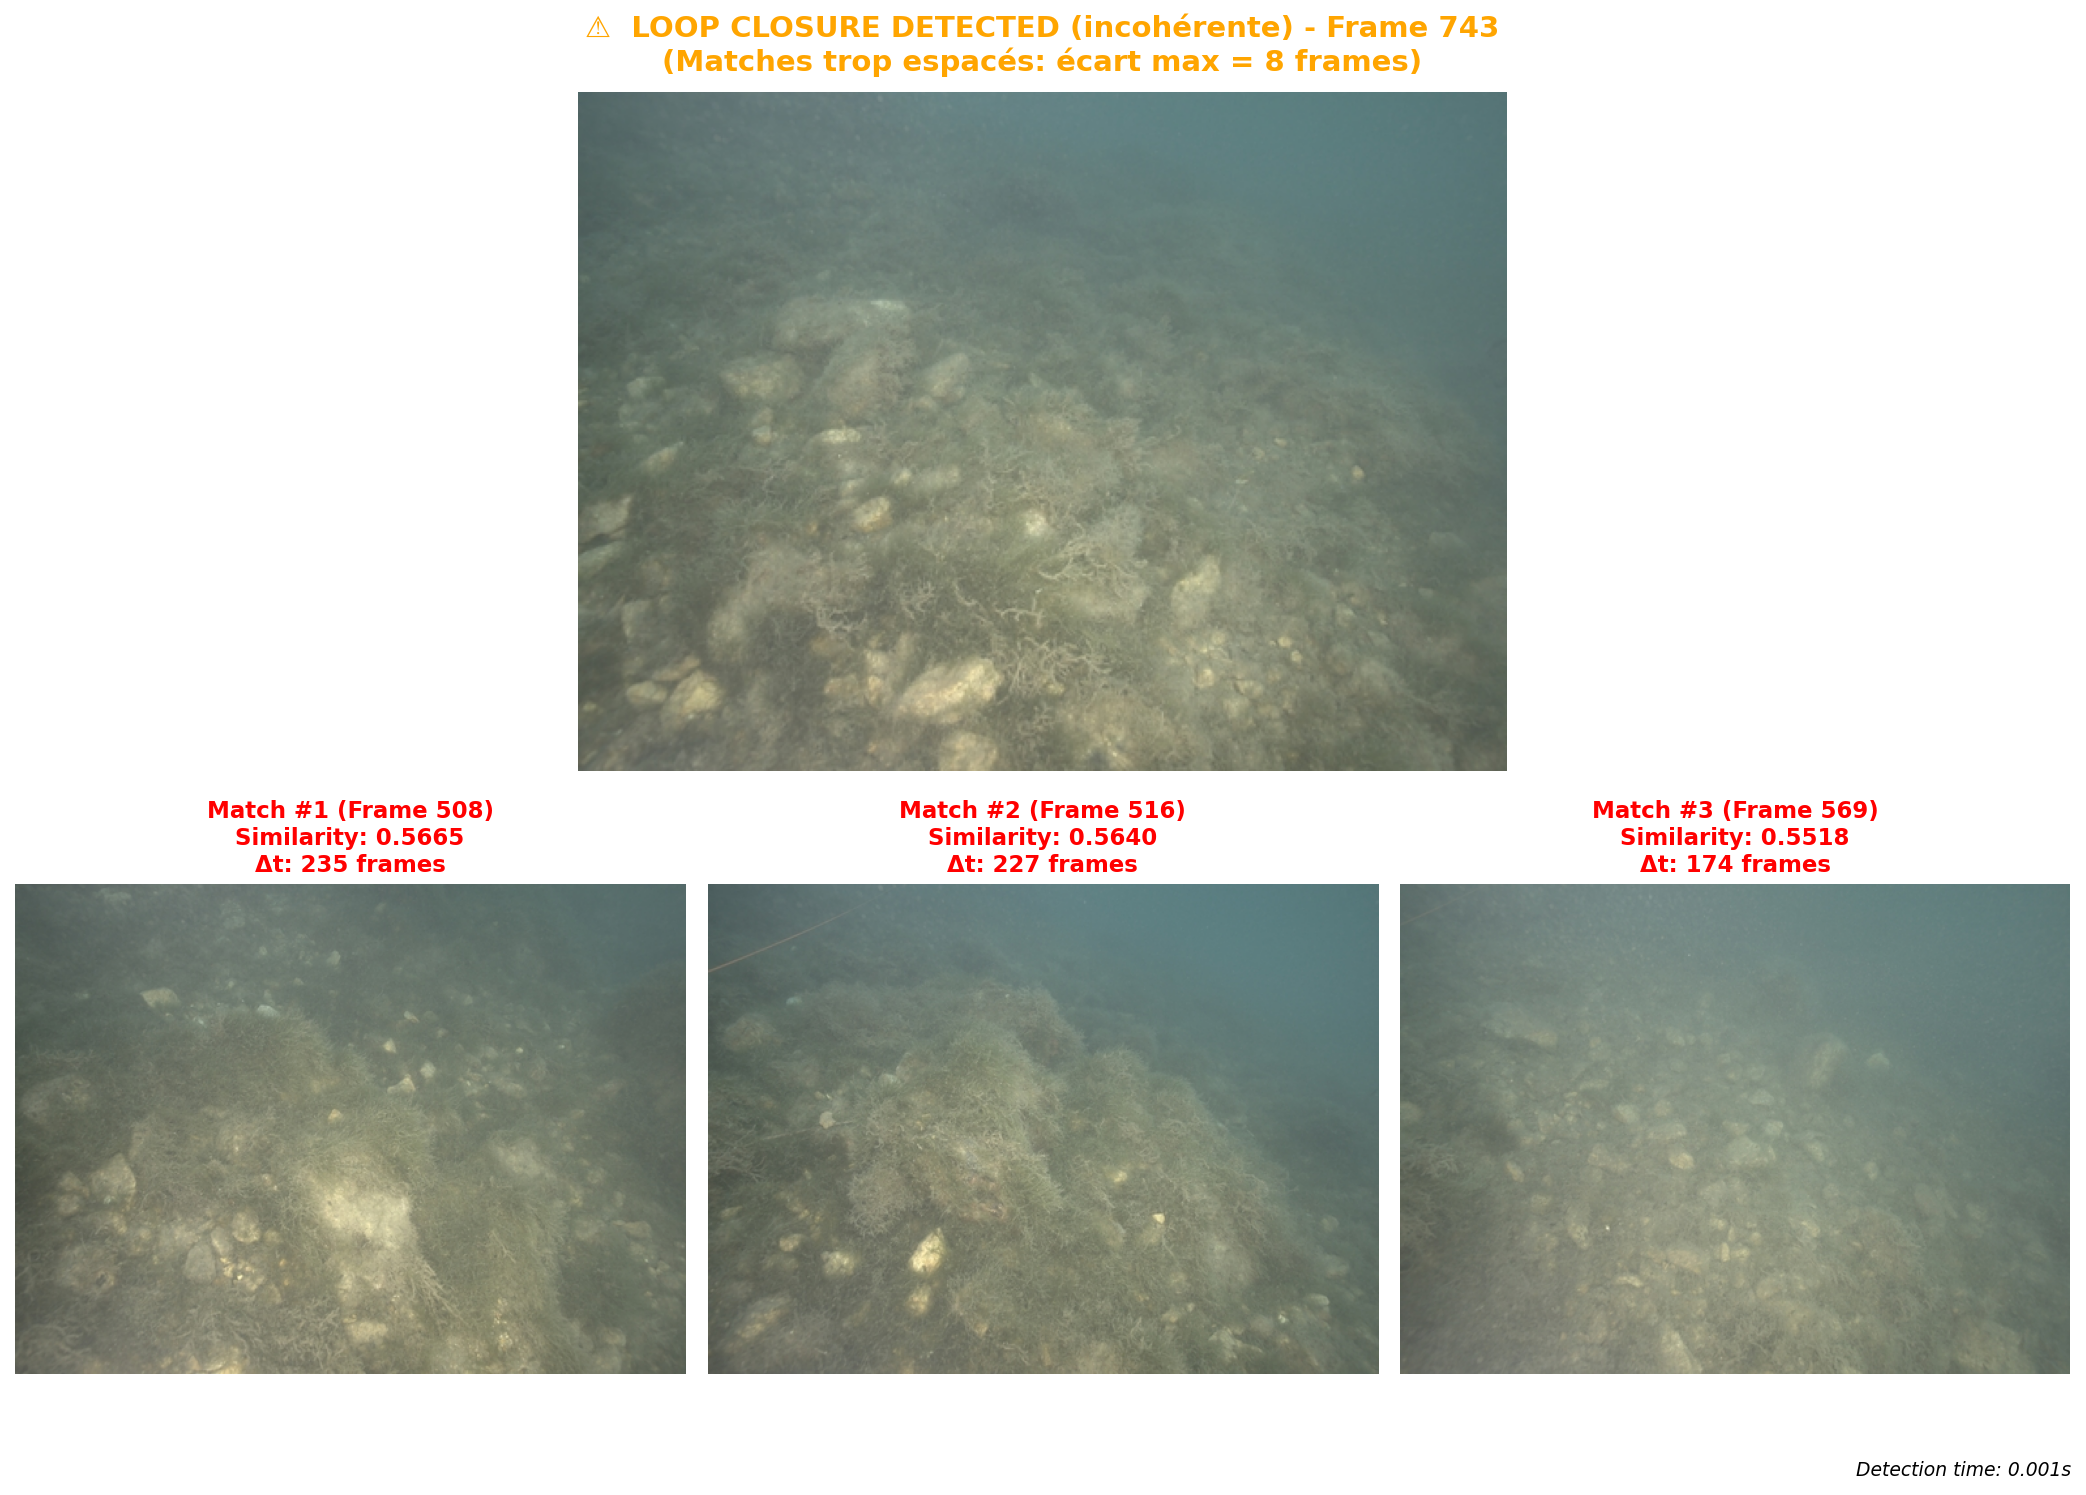 ⚠ LOOP CLOSURE DETECTED (incohérente) - Frame 743
(Matches trop espacés: écart max = 8 frames)
Match #1 (Frame 508)
Similarity: 0.5665
Δt: 235 frames
Match #2 (Frame 516)
Similarity: 0.5640
Δt: 227 frames
Match #3 (Frame 569)
Similarity: 0.5518
Δt: 174 frames
Detection time: 0.001s